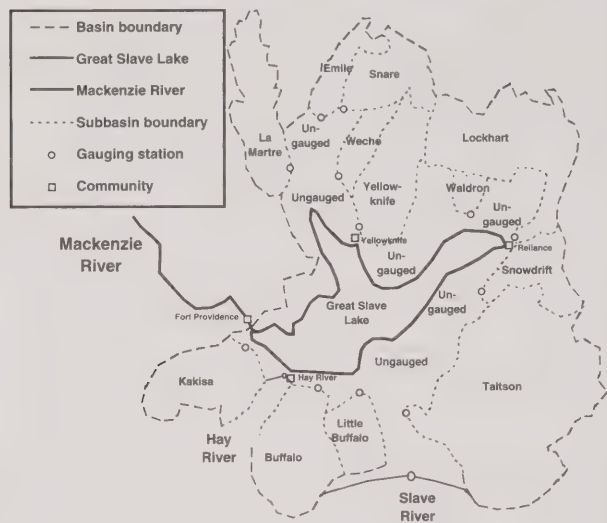 Basin boundary
Great Slave Lake
Mackenzie River
Subbasin boundary
Gauging station
Community
Emile
Snare
La
Martre
Un-
gauged
Weche
Lockhart
Ungauged
Yellow-
knife
Waldron
Un-
gauged
Yellowknife
Un-
gauged
Reliance
Snowdrift
Mackenzie
River
Un-
gauged
Great Slave
Lake
Fort Providence
Ungauged
Kakisa
Hay River
Taltson
Hay
River
Little
Buffalo
Buffalo
Slave
River